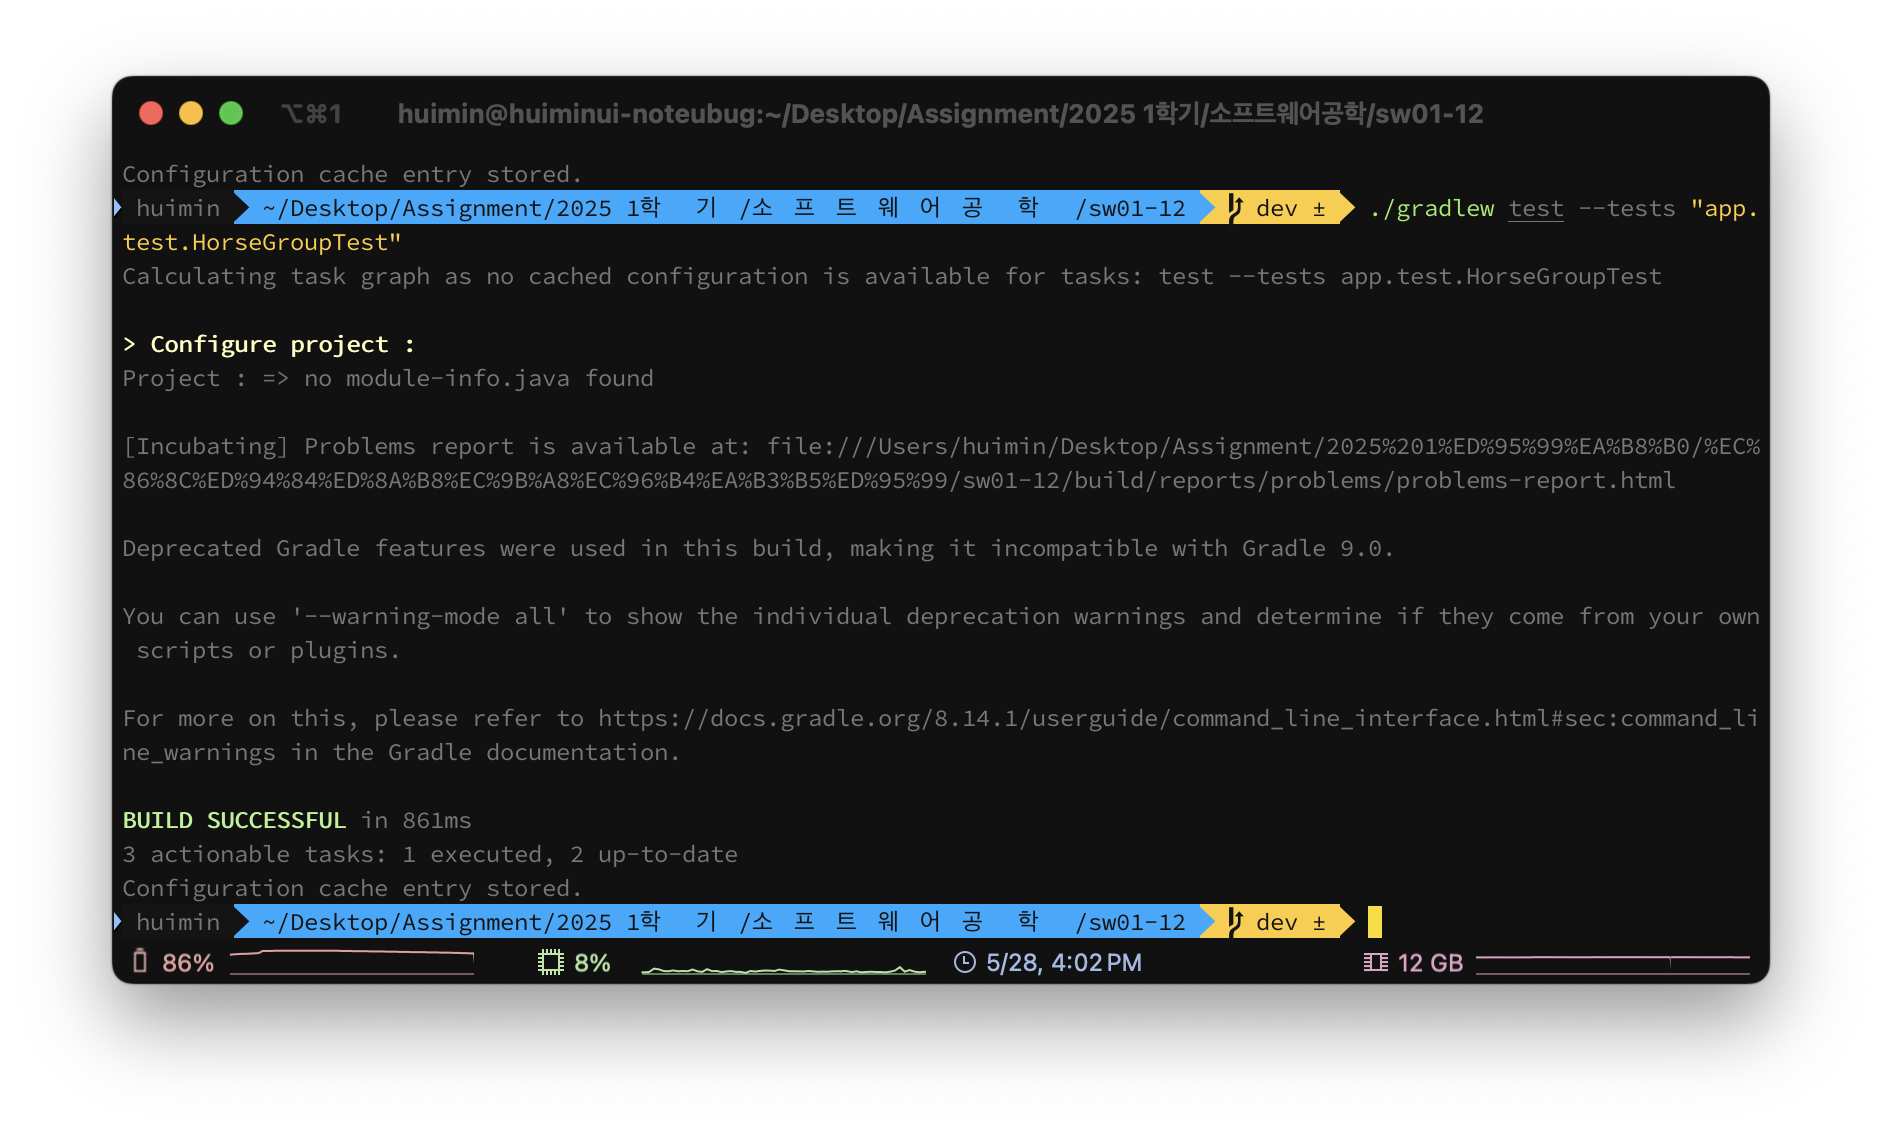 ⌥⌘1 huimin@huiminui-noteubug:~/Desktop/Assignment/2025 1학기/소프트웨어공학/sw01-12
Configuration cache entry stored.
huimin ~/Desktop/Assignment/2025 1학기/소프트웨어공학/sw01-12 dev ± ./gradlew test --tests "app.
test.HorseGroupTest"
Calculating task graph as no cached configuration is available for tasks: test --tests app.test.HorseGroupTest
> Configure project :
Project : => no module-info.java found
[Incubating] Problems report is available at: file:///Users/huimin/Desktop/Assignment/2025%201%ED%95%99%EA%B8%B0/%EC%
86%8C%ED%94%84%ED%8A%B8%EC%9B%A8%EC%96%B4%EA%B3%B5%ED%95%99/sw01-12/build/reports/problems/problems-report.html
Deprecated Gradle features were used in this build, making it incompatible with Gradle 9.0.
You can use '--warning-mode all' to show the individual deprecation warnings and determine if they come from your own
scripts or plugins.
For more on this, please refer to https://docs.gradle.org/8.14.1/userguide/command_line_interface.html#sec:command_li
ne_warnings in the Gradle documentation.
BUILD SUCCESSFUL in 861ms
3 actionable tasks: 1 executed, 2 up-to-date
Configuration cache entry stored.
huimin ~/Desktop/Assignment/2025 1학기/소프트웨어공학/sw01-12 dev ±
86% 8% 5/28, 4:02 PM 12 GB